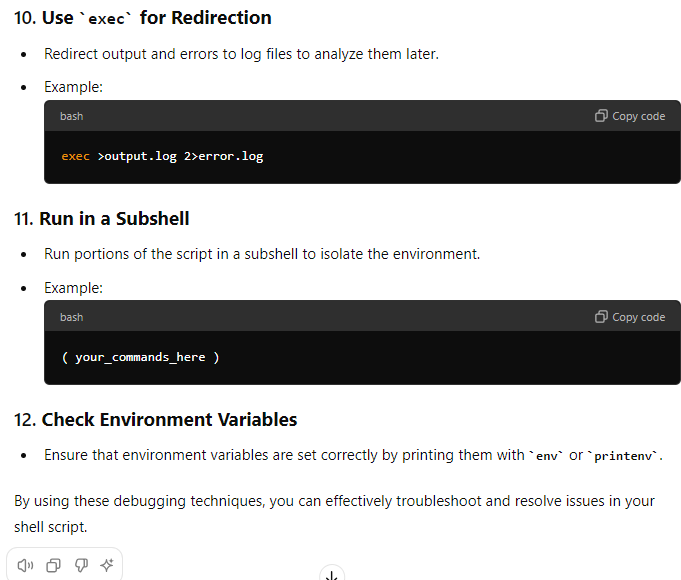 10. Use `exec` for Redirection
• Redirect output and errors to log files to analyze them later.
• Example:
bash
Copy code
exec >output.log 2>error.log
11. Run in a Subshell
• Run portions of the script in a subshell to isolate the environment.
• Example:
bash
Copy code
( your_commands_here )
12. Check Environment Variables
• Ensure that environment variables are set correctly by printing them with `env` or `printenv`.
By using these debugging techniques, you can effectively troubleshoot and resolve issues in your
shell script.